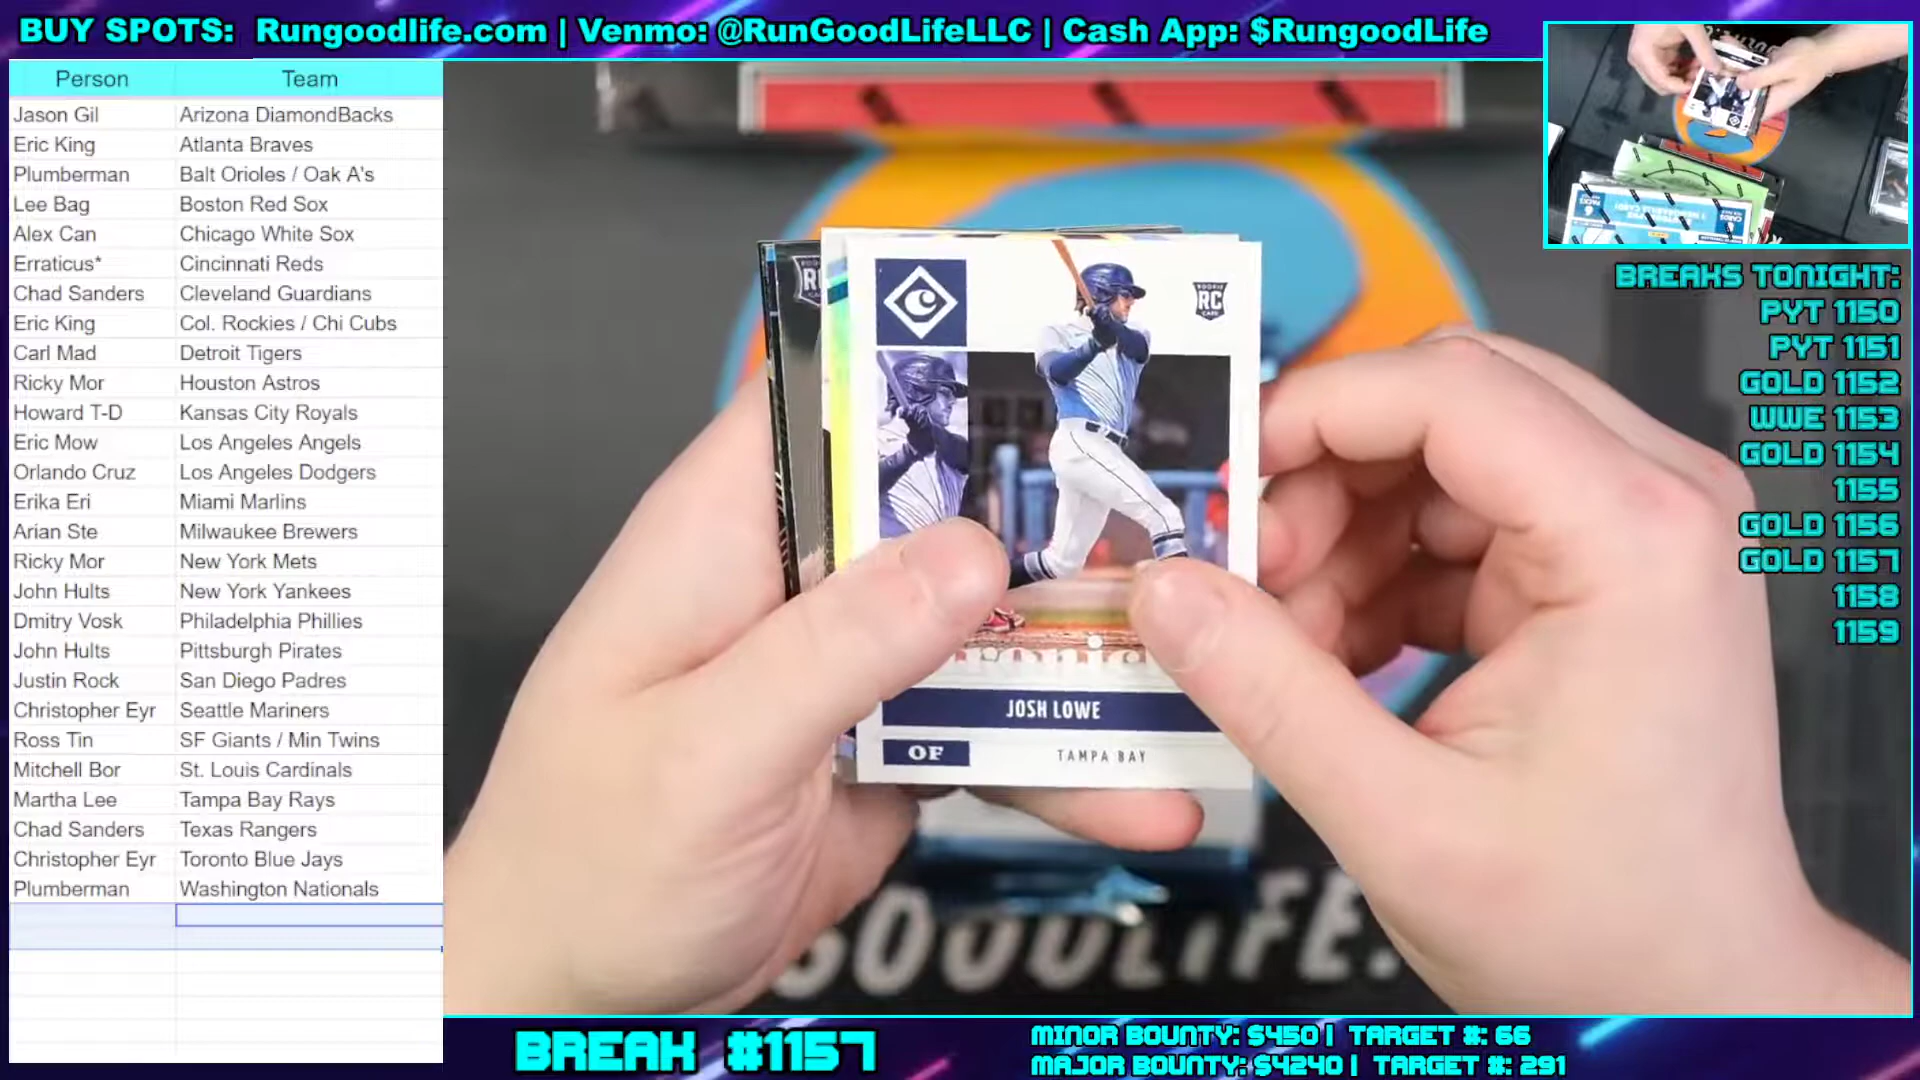 BUY SPOTS: Rungoodlife.com | Venmo: @RunGoodLifeLLC | Cash App: $RungoodLife
Person Team
Jason Gil Arizona DiamondBacks
Eric King Atlanta Braves
Plumberman Balt Orioles / Oak A's
Lee Bag Boston Red Sox
Alex Can Chicago White Sox
Erraticus* Cincinnati Reds
Chad Sanders Cleveland Guardians
Eric King Col. Rockies / Chi Cubs
Carl Mad Detroit Tigers
Ricky Mor Houston Astros
Howard T-D Kansas City Royals
Eric Mow Los Angeles Angels
Orlando Cruz Los Angeles Dodgers
Erika Eri Miami Marlins
Arian Ste Milwaukee Brewers
Ricky Mor New York Mets
John Hults New York Yankees
Dmitry Vosk Philadelphia Phillies
John Hults Pittsburgh Pirates
Justin Rock San Diego Padres
Christopher Eyr Seattle Mariners
Ross Tin SF Giants / Min Twins
Mitchell Bor St. Louis Cardinals
Martha Lee Tampa Bay Rays
Chad Sanders Texas Rangers
Christopher Eyr Toronto Blue Jays
Plumberman Washington Nationals
C
ROOKIE
RC
CARD
JOSH LOWE
OF TAMPA BAY
GOODLIFE.
BREAKS TONIGHT:
PYT 1150
PYT 1151
GOLD 1152
WWE 1153
GOLD 1154
1155
GOLD 1156
GOLD 1157
1158
1159
BREAK #1157
MINOR BOUNTY: $450 | TARGET #: 66
MAJOR BOUNTY: $4240 | TARGET #: 291